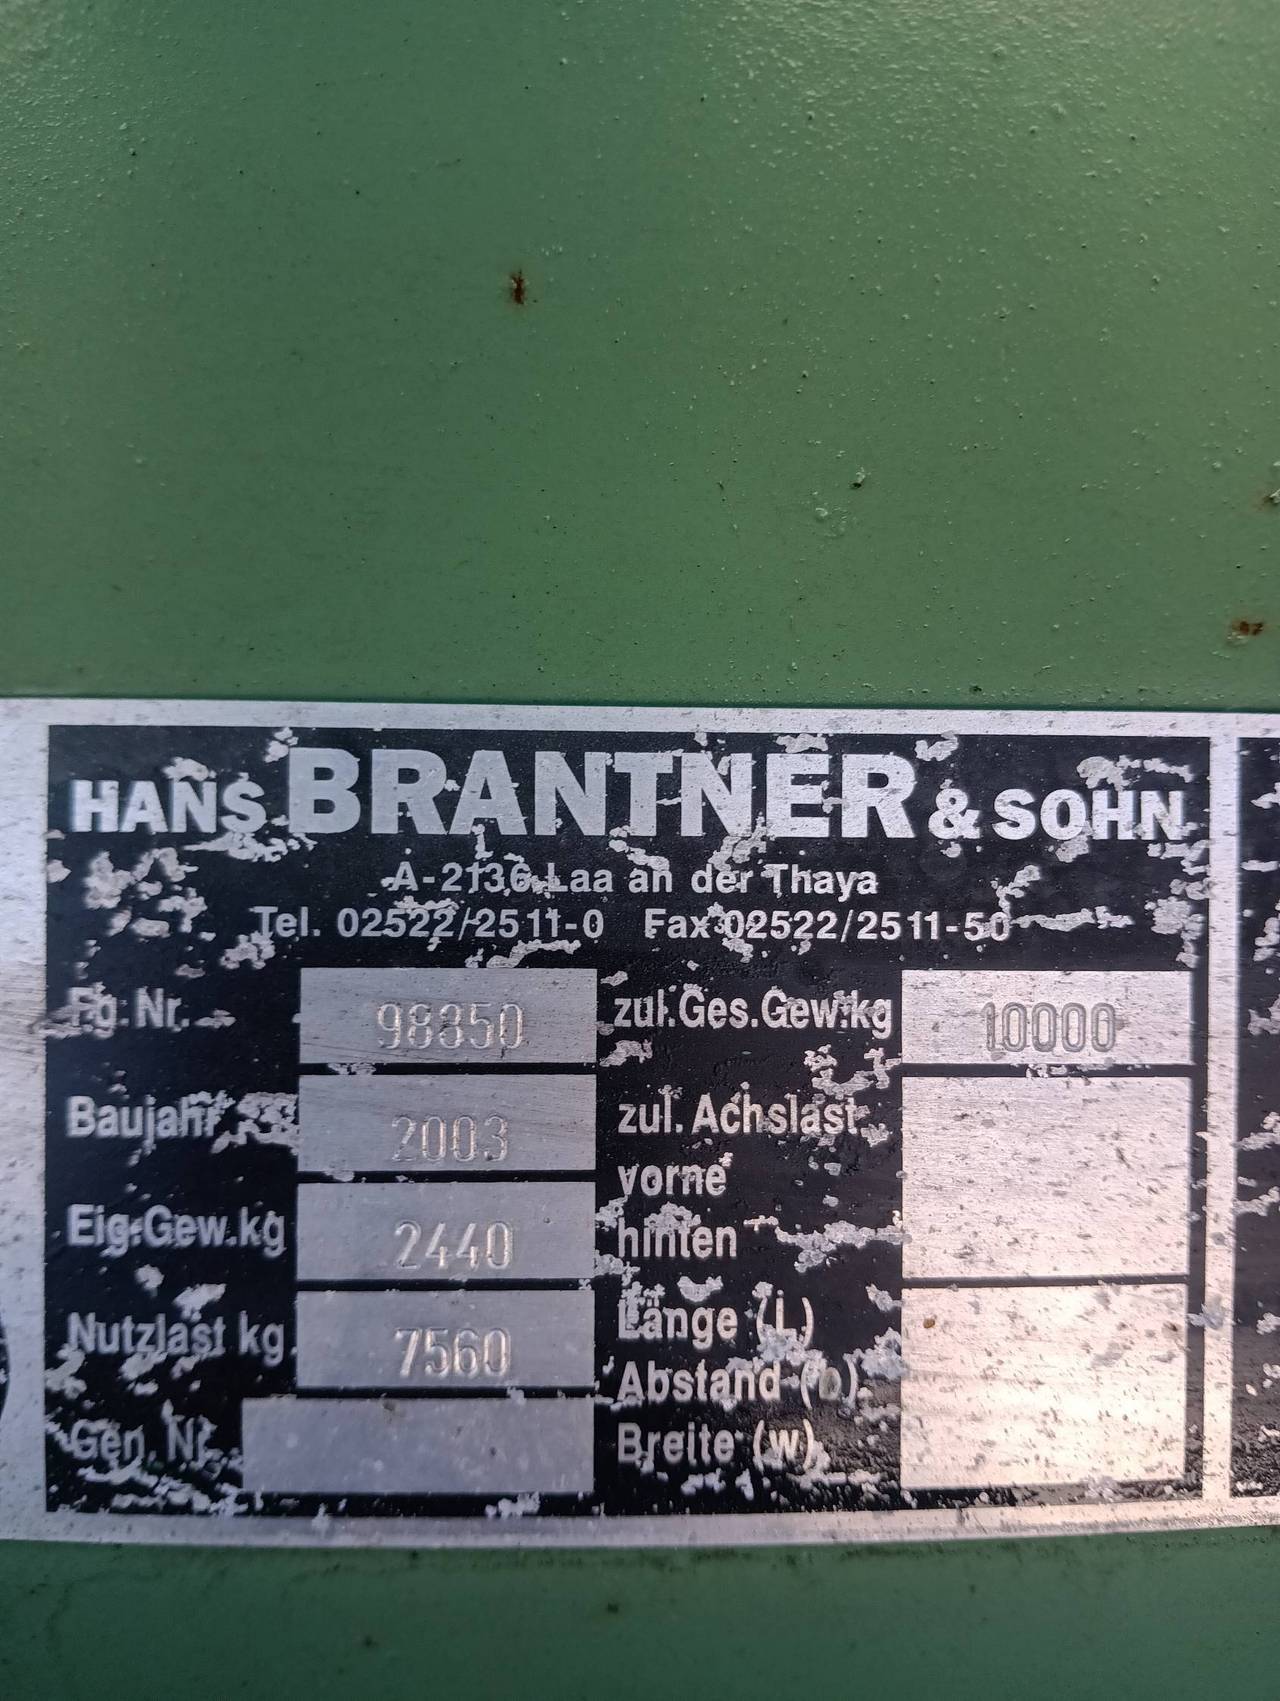 HANS BRANTNER & SOHN
A-2136 Laa an der Thaya
Tel. 02522/2511-0 Fax 02522/2511-50
Fg. Nr. 98850 zul. Ges. Gew. kg 10000
Baujahr 2003 zul. Achslast
vorne
Eig. Gew. kg 2440 hinten
Nutzlast kg 7560 Länge (L)
Abstand (b)
Gen. Nr. Breite (w)